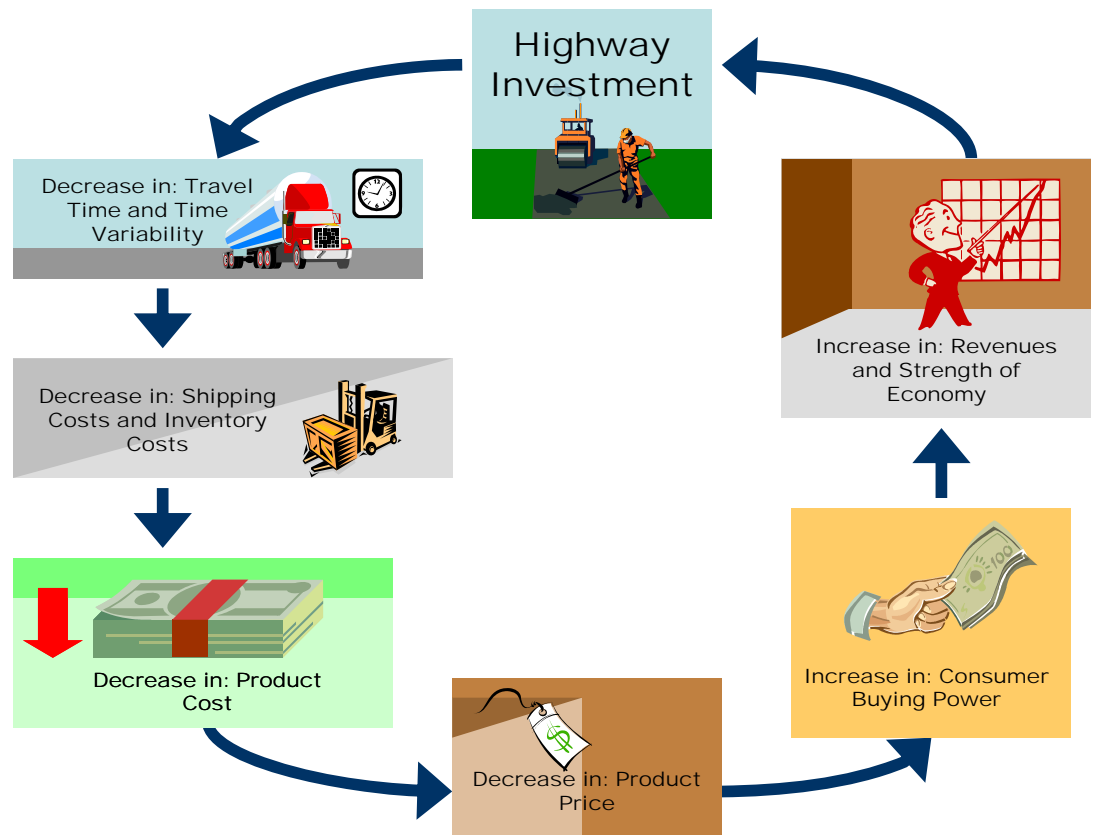 Highway
Investment
Decrease in: Travel
Time and Time
Variability
Decrease in: Shipping
Costs and Inventory
Costs
Decrease in: Product
Cost
$
Decrease in: Product
Price
100
Increase in: Consumer
Buying Power
Increase in: Revenues
and Strength of
Economy